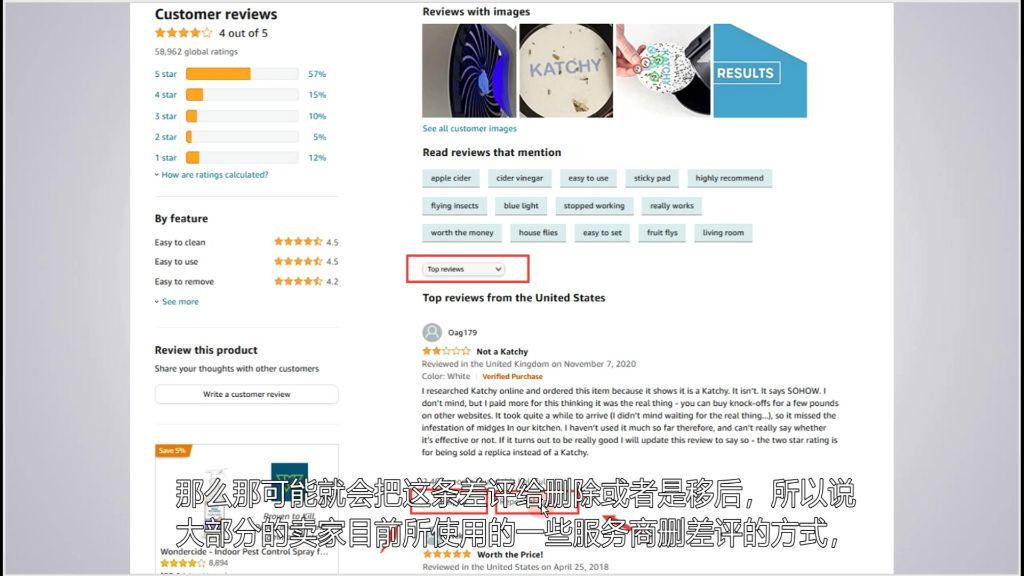 Customer reviews
4 out of 5
58,962 global ratings
5 star 57%
4 star 15%
3 star 10%
2 star 5%
1 star 12%
How are ratings calculated?
By feature
Easy to clean 4.5
Easy to use 4.5
Easy to remove 4.2
See more
Review this product
Share your thoughts with other customers
Write a customer review
Save 5%
Wondercide - Indoor Pest Control Spray f...
8,894
Reviews with images
KATCHY
KATCHY
RESULTS
See all customer images
Read reviews that mention
apple cider cider vinegar easy to use sticky pad highly recommend
flying insects blue light stopped working really works
worth the money house flies easy to set fruit flys living room
Top reviews
Top reviews from the United States
Oag179
Not a Katchy
Reviewed in the United Kingdom on November 7, 2020
Color: White Verified Purchase
I researched Katchy online and ordered this item because it shows it is a Katchy. It isn't. It says SOHOW. I
don't mind, but I paid more for this thinking it was the real thing - you can buy knock-offs for a few pounds
on other websites. It took quite a while to arrive (I didn't mind waiting for the real thing...), so it missed the
infestation of midges In our kitchen. I haven't used it much so far therefore, and can't really say whether
it's effective or not. If it turns out to be really good I will update this review to say so - the two star rating is
for being sold a replica instead of a Katchy.
Worth the Price!
Reviewed in the United States on April 25, 2018
那么那可能就会把这条差评给删除或者是移后，所以说
大部分的卖家目前所使用的一些服务商删差评的方式，